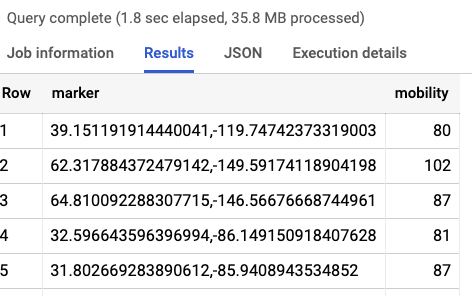 Query complete (1.8 sec elapsed, 35.8 MB processed)
Job information Results JSON Execution details
Row marker mobility
1 39.151191914440041,-119.74742373319003 80
2 62.317884372479142,-149.59174118904198 102
3 64.810092288307715,-146.56676668744961 87
4 32.596643596396994,-86.149150918407628 81
5 31.802669283890612,-85.9408943534852 87